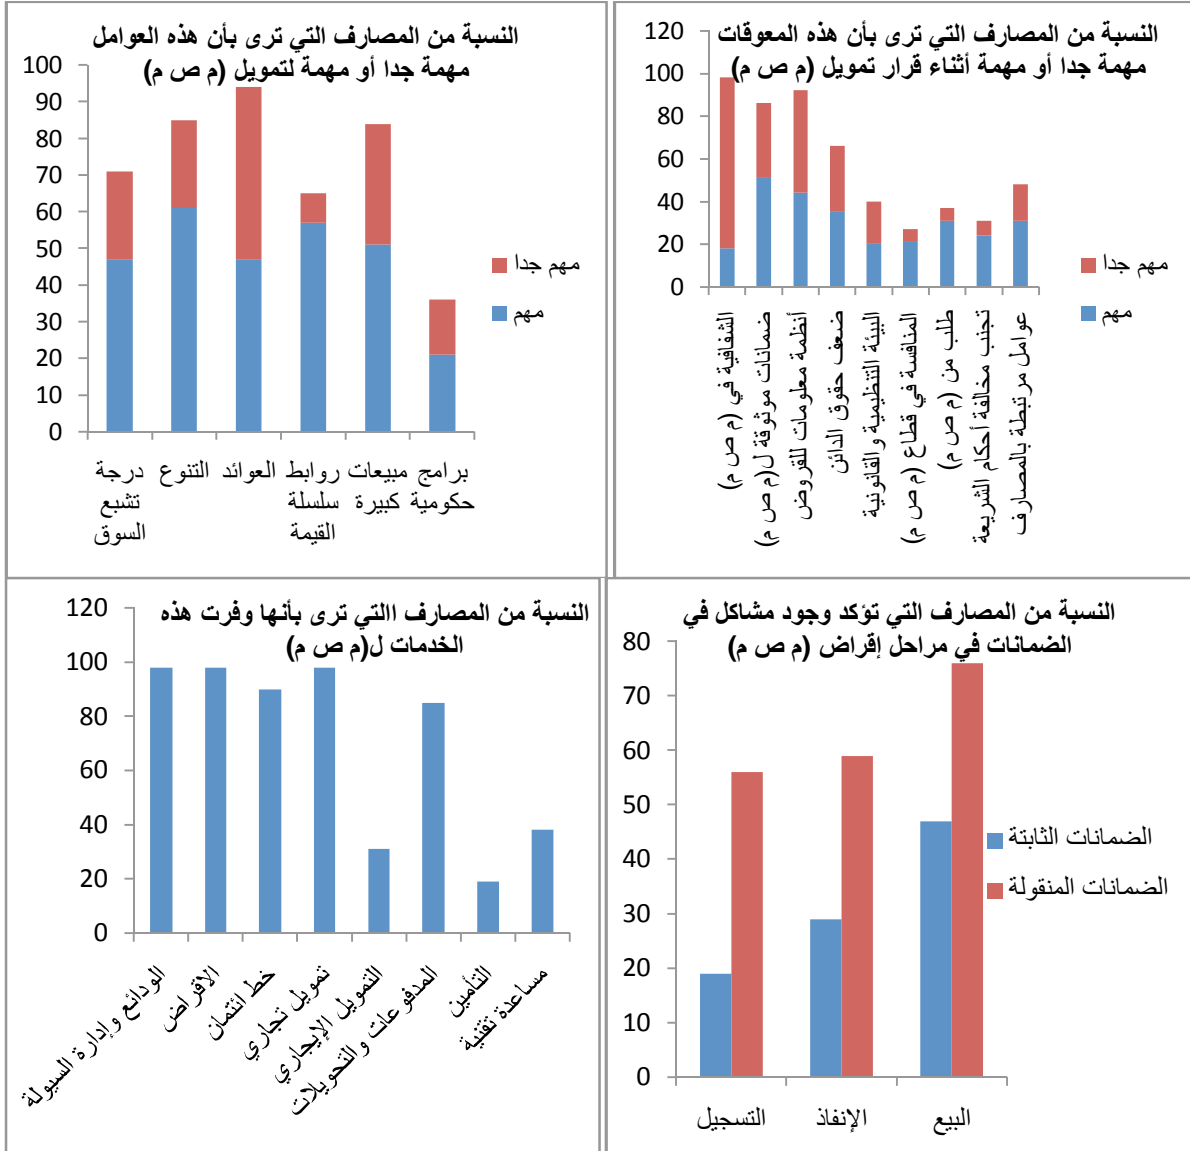 النسبة من المصارف التي ترى بأن هذه المعوقات
مهمة جدا أو مهمة أثناء قرار تمويل (م ص م)
120
100
80
60
40
20
0
مهم جدا
مهم
الشفافية في (م ص م)
ضمانات موثوقة ل(م ص م)
أنظمة معلومات للقروض
ضعف حقوق الدائن
البيئة التنظيمية والقانونية
المنافسة في قطاع (م ص م)
طلب من (م ص م)
تجنب مخالفة أحكام الشريعة
عوامل مرتبطة بالمصارف
النسبة من المصارف التي ترى بأن هذه العوامل
مهمة جدا أو مهمة لتمويل (م ص م)
100
90
80
70
60
50
40
30
20
10
0
مهم جدا
مهم
درجة
تشبع
السوق
التنوع
العوائد
روابط
سلسلة
القيمة
مبيعات
كبيرة
برامج
حكومية
النسبة من المصارف التي تؤكد وجود مشاكل في
الضمانات في مراحل إقراض (م ص م)
80
70
60
50
40
30
20
10
0
الضمانات الثابتة
الضمانات المنقولة
التسجيل
الإنفاذ
البيع
النسبة من المصارف االتي ترى بأنها وفرت هذه
الخدمات ل(م ص م)
120
100
80
60
40
20
0
الودائع وإدارة السيولة
الاقراض
خط ائتمان
تمويل تجاري
التمويل الإيجاري
المدفوعات والتحويلات
التأمين
مساعدة تقنية